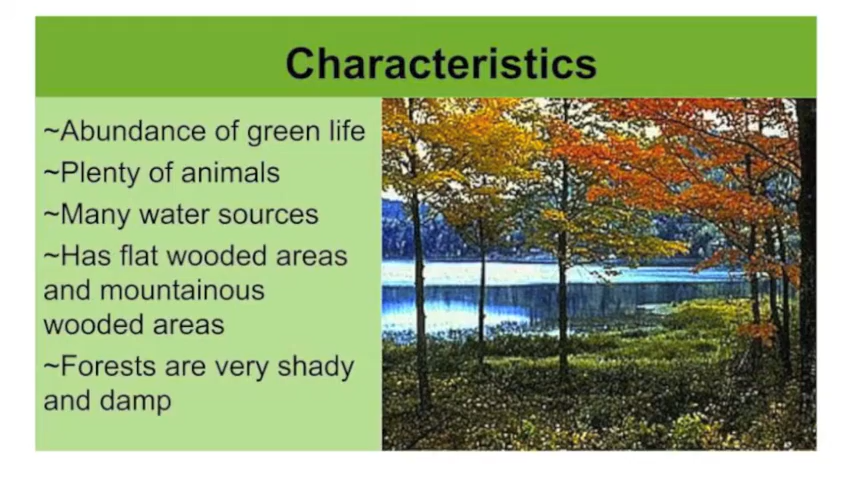 Characteristics
~Abundance of green life
~Plenty of animals
~Many water sources
~Has flat wooded areas
and mountainous
wooded areas
~Forests are very shady
and damp